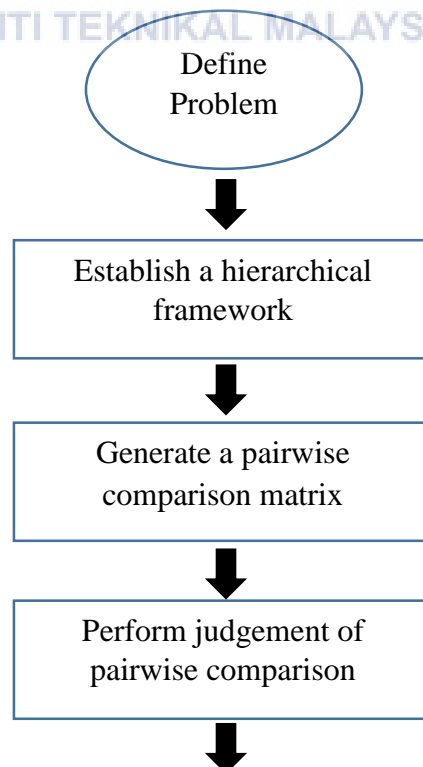 ITI TEKNIKAL MALAYS
Define
Problem
Establish a hierarchical
framework
Generate a pairwise
comparison matrix
Perform judgement of
pairwise comparison